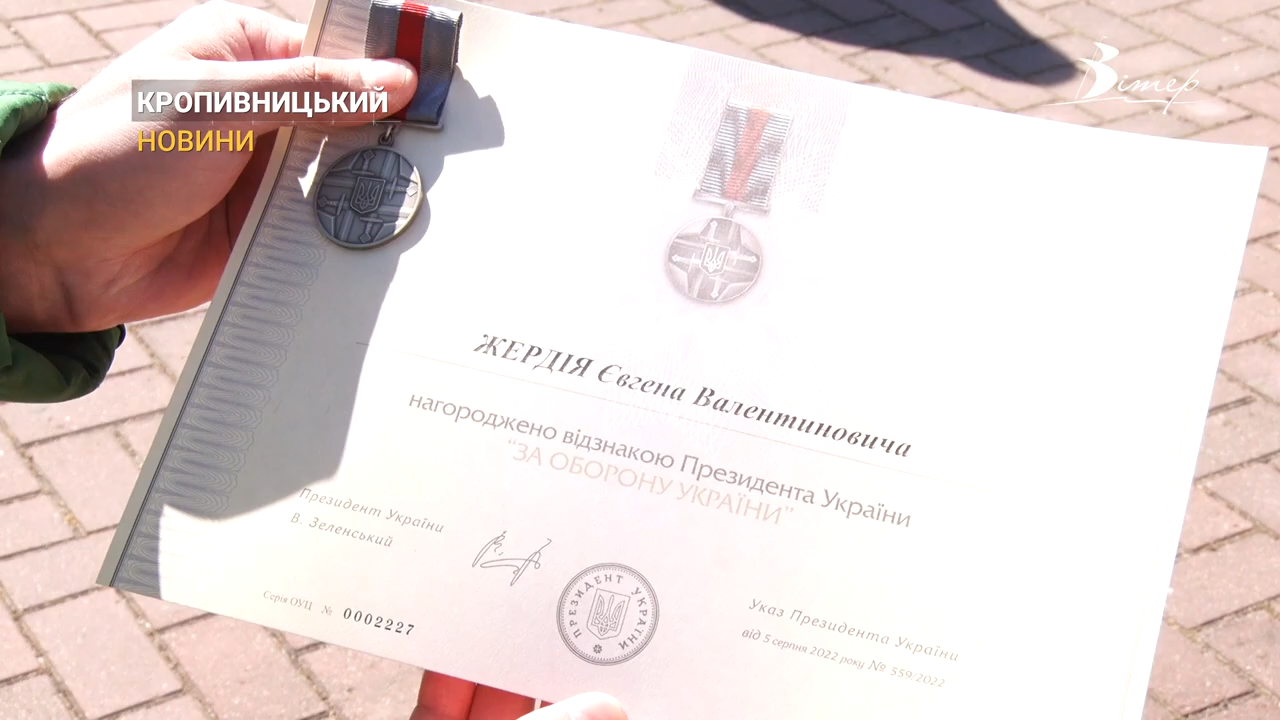 КРОПИВНИЦЬКИЙ
НОВИНИ
Вітер
ЖЕРДІЯ Євгена Валентиновича
нагороджено відзнакою Президента України
“ЗА ОБОРОНУ УКРАЇНИ”
Президент України
В. Зеленський
ПРЕЗИДЕНТ УКРАЇНИ
Серія ОУЦ № 0002227
Указ Президента України
від 5 серпня 2022 року № 559/2022